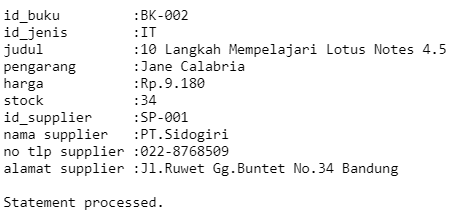 id_buku         :BK-002
id_jenis        :IT
judul           :10 Langkah Mempelajari Lotus Notes 4.5
pengarang       :Jane Calabria
harga           :Rp.9.180
stock           :34
id_supplier     :SP-001
nama supplier   :PT.Sidogiri
no tlp supplier :022-8768509
alamat supplier :Jl.Ruwet Gg.Buntet No.34 Bandung
Statement processed.